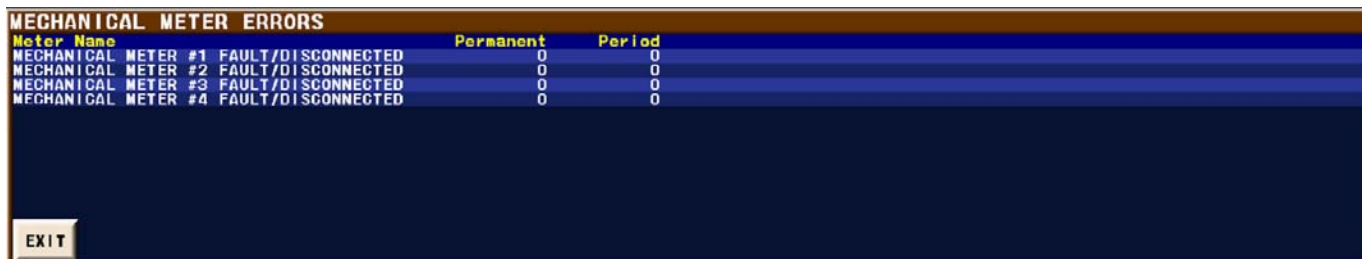 MECHANICAL METER ERRORS
Meter Name Permanent Period
MECHANICAL METER #1 FAULT/DISCONNECTED 0 0
MECHANICAL METER #2 FAULT/DISCONNECTED 0 0
MECHANICAL METER #3 FAULT/DISCONNECTED 0 0
MECHANICAL METER #4 FAULT/DISCONNECTED 0 0
EXIT